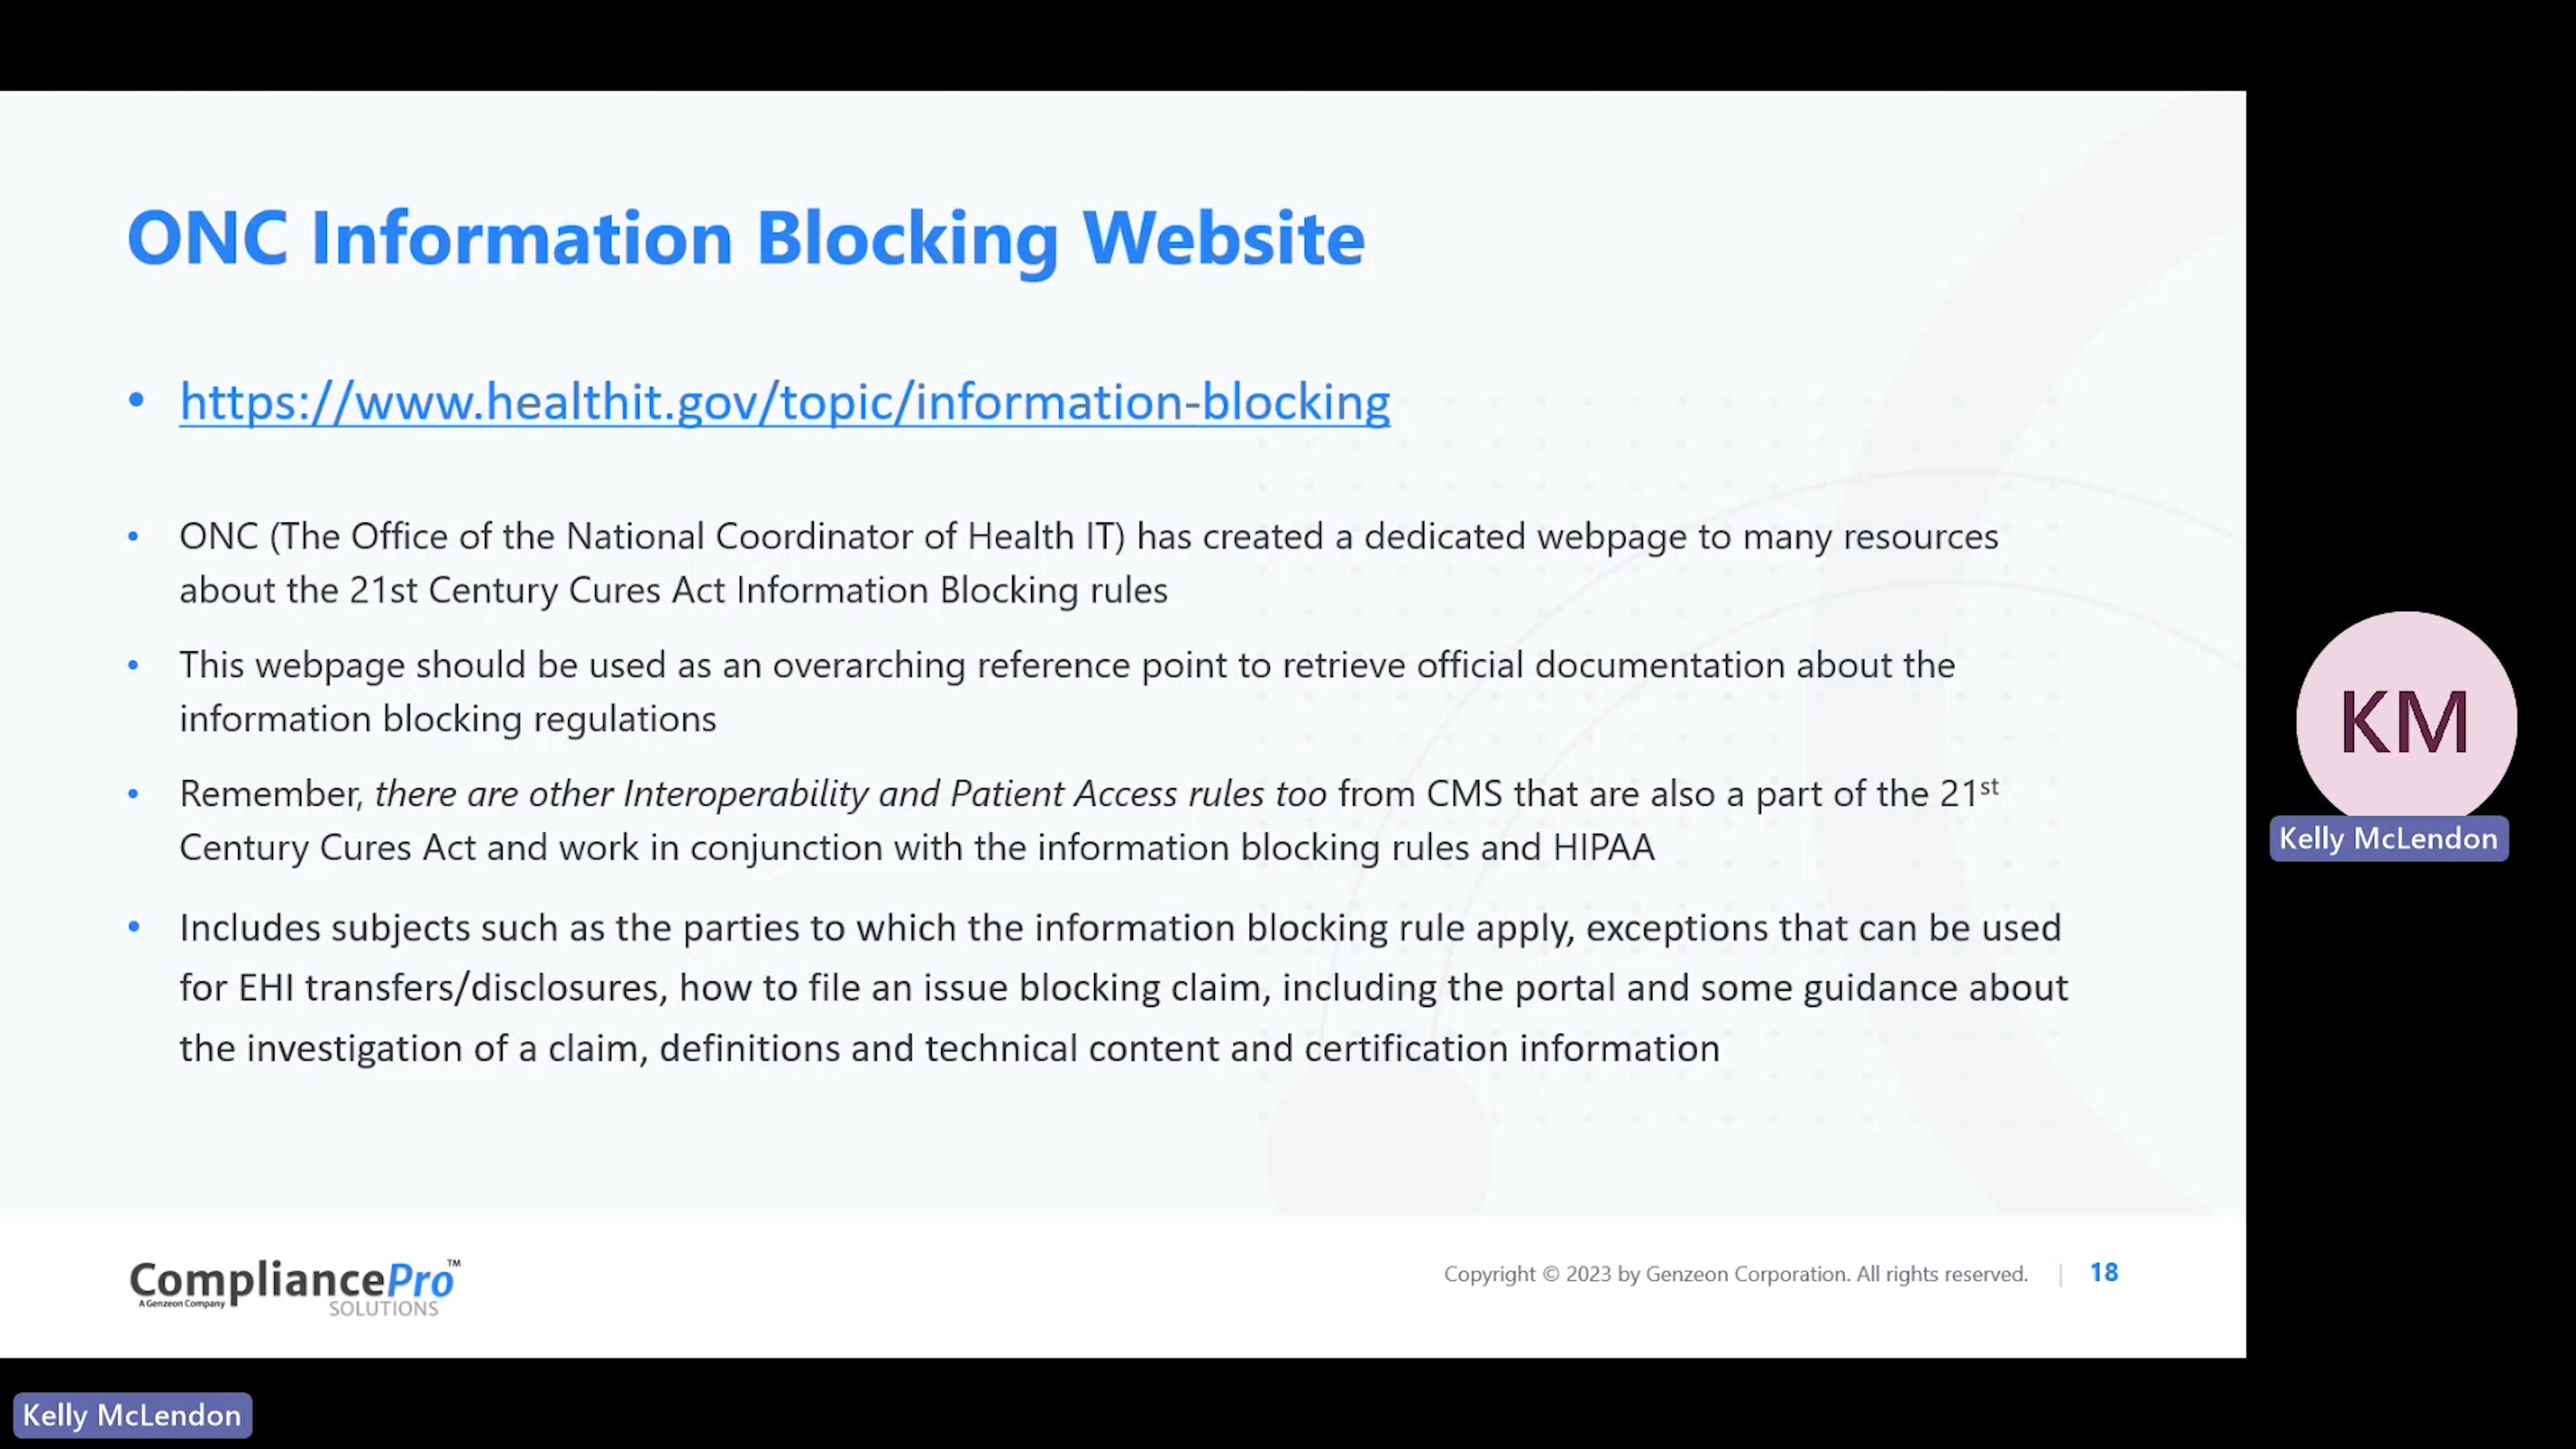 ONC Information Blocking Website
• https://www.healthit.gov/topic/information-blocking
• ONC (The Office of the National Coordinator of Health IT) has created a dedicated webpage to many resources
about the 21st Century Cures Act Information Blocking rules
• This webpage should be used as an overarching reference point to retrieve official documentation about the
information blocking regulations
• Remember, there are other Interoperability and Patient Access rules too from CMS that are also a part of the 21st
Century Cures Act and work in conjunction with the information blocking rules and HIPAA
• Includes subjects such as the parties to which the information blocking rule apply, exceptions that can be used
for EHI transfers/disclosures, how to file an issue blocking claim, including the portal and some guidance about
the investigation of a claim, definitions and technical content and certification information
KM
Kelly McLendon
CompliancePro™
A Genzeon Company
SOLUTIONS
Copyright © 2023 by Genzeon Corporation. All rights reserved. | 18
Kelly McLendon